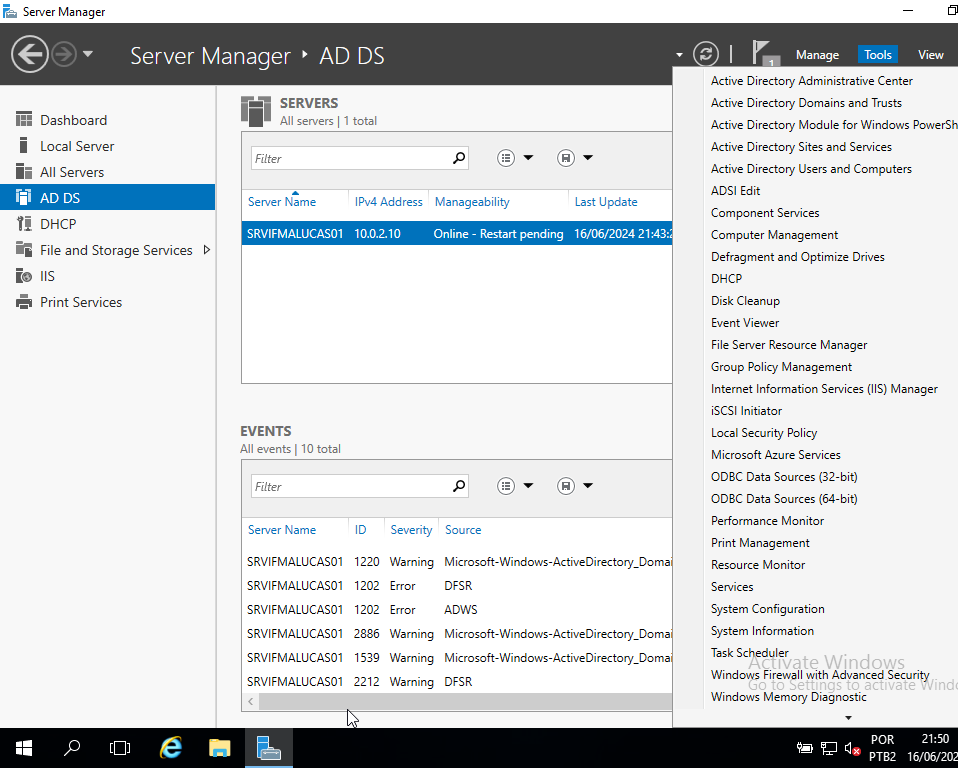 Server Manager
Server Manager ‣ AD DS
1
Manage
Tools
View
Dashboard
Local Server
All Servers
AD DS
DHCP
File and Storage Services
IIS
Print Services
SERVERS
All servers | 1 total
Filter
Server Name IPv4 Address Manageability Last Update
SRVIFMALUCAS01 10.0.2.10 Online - Restart pending 16/06/2024 21:43:2
EVENTS
All events | 10 total
Filter
Server Name ID Severity Source
SRVIFMALUCAS01 1220 Warning Microsoft-Windows-ActiveDirectory_Domai
SRVIFMALUCAS01 1202 Error DFSR
SRVIFMALUCAS01 1202 Error ADWS
SRVIFMALUCAS01 2886 Warning Microsoft-Windows-ActiveDirectory_Domai
SRVIFMALUCAS01 1539 Warning Microsoft-Windows-ActiveDirectory_Domai
SRVIFMALUCAS01 2212 Warning DFSR
Active Directory Administrative Center
Active Directory Domains and Trusts
Active Directory Module for Windows PowerSh
Active Directory Sites and Services
Active Directory Users and Computers
ADSI Edit
Component Services
Computer Management
Defragment and Optimize Drives
DHCP
Disk Cleanup
Event Viewer
File Server Resource Manager
Group Policy Management
Internet Information Services (IIS) Manager
iSCSI Initiator
Local Security Policy
Microsoft Azure Services
ODBC Data Sources (32-bit)
ODBC Data Sources (64-bit)
Performance Monitor
Print Management
Resource Monitor
Services
System Configuration
System Information
Task Scheduler
Activate Windows
Windows Firewall with Advanced Security
Go to Settings to activate Windo
Windows Memory Diagnostic
POR
PTB2
21:50
16/06/202